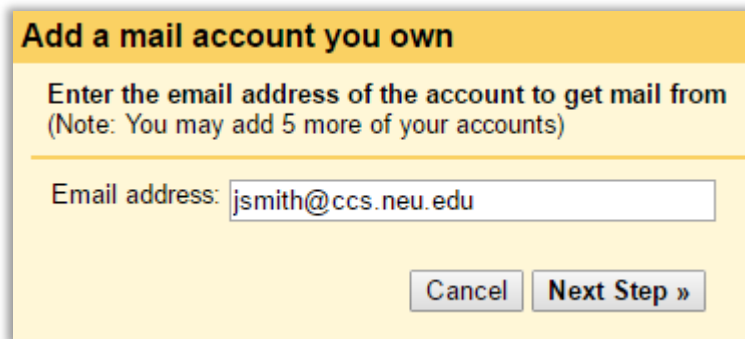 Add a mail account you own
Enter the email address of the account to get mail from
(Note: You may add 5 more of your accounts)
Email address: jsmith@ccs.neu.edu
Cancel Next Step »